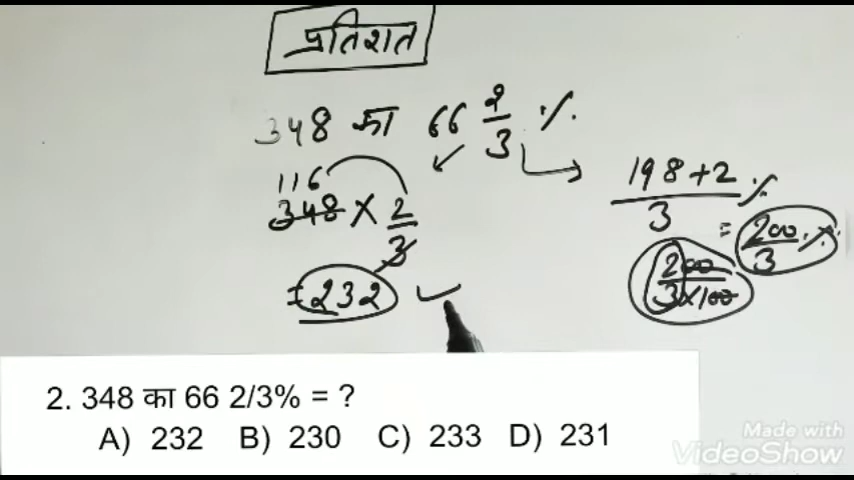 प्रतिशत
348 का 66 2/3 %
198+2/3 %
116
348 × 2/3
= 200/3 %
200/3×100
= 232 ✓
2. 348 का 66 2/3% = ?
A) 232 B) 230 C) 233 D) 231
Made with
VideoShow